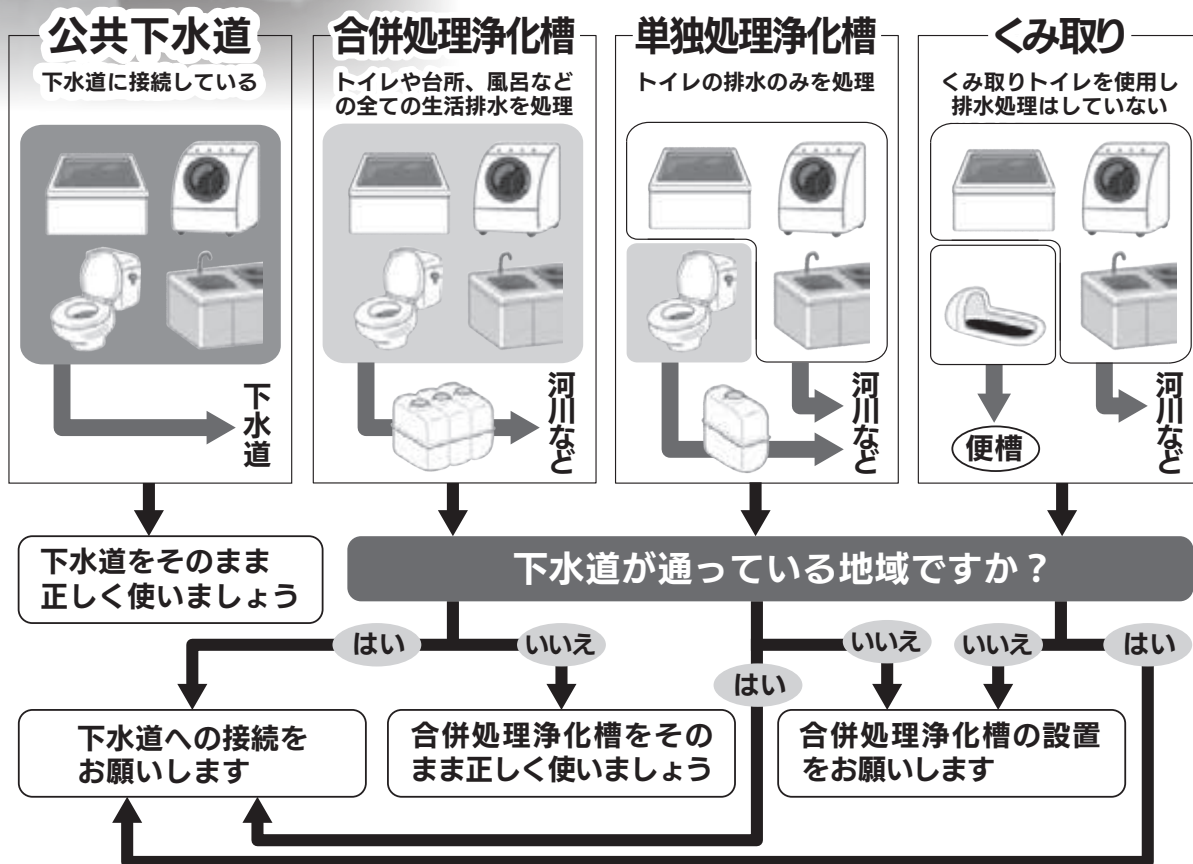 公共下水道
下水道に接続している
下水道
合併処理浄化槽
トイレや台所、風呂など
の全ての生活排水を処理
河川など
単独処理浄化槽
トイレの排水のみを処理
河川など
くみ取り
くみ取りトイレを使用し
排水処理はしていない
便槽
河川など
下水道をそのまま
正しく使いましょう
下水道が通っている地域ですか？
はい
いいえ
はい
いいえ
いいえ
はい
下水道への接続を
お願いします
合併処理浄化槽をその
まま正しく使いましょう
合併処理浄化槽の設置
をお願いします